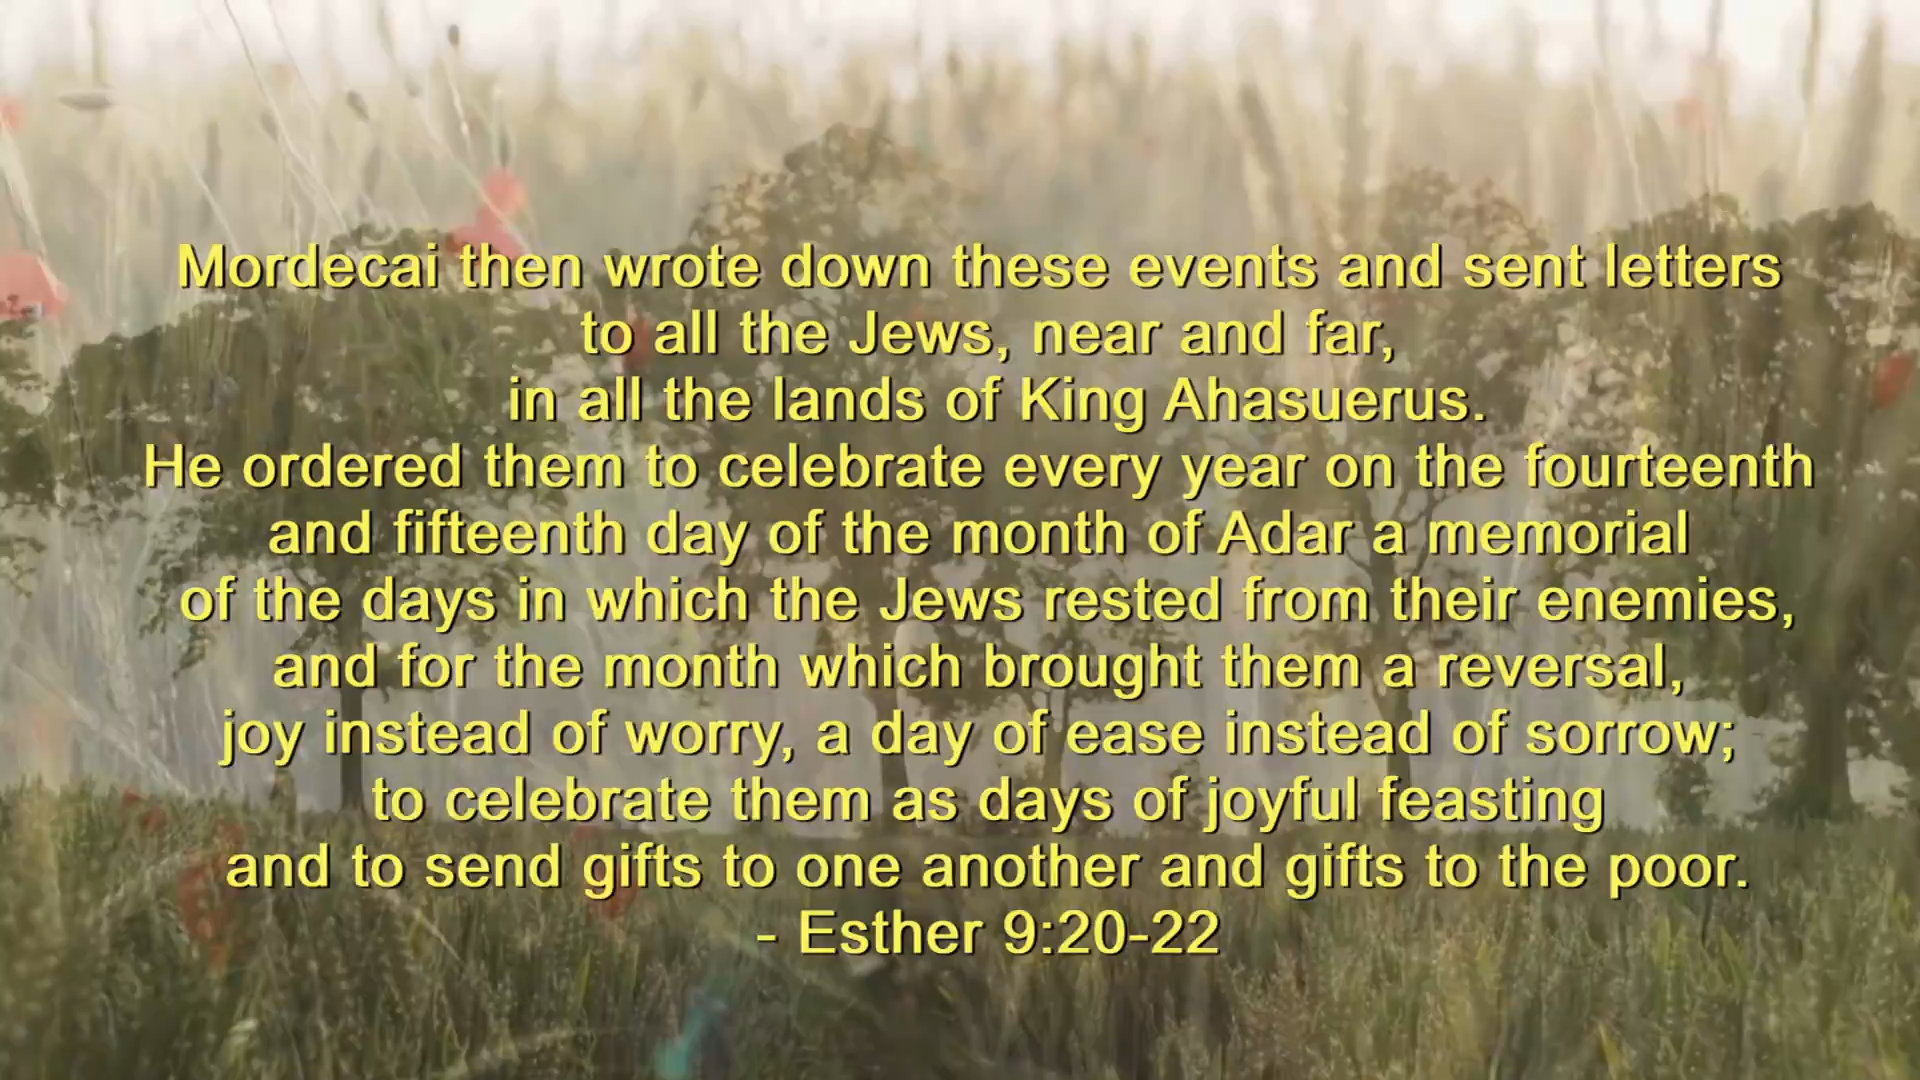 Mordecai then wrote down these events and sent letters
to all the Jews, near and far,
in all the lands of King Ahasuerus.
He ordered them to celebrate every year on the fourteenth
and fifteenth day of the month of Adar a memorial
of the days in which the Jews rested from their enemies,
and for the month which brought them a reversal,
joy instead of worry, a day of ease instead of sorrow;
to celebrate them as days of joyful feasting
and to send gifts to one another and gifts to the poor.
- Esther 9:20-22